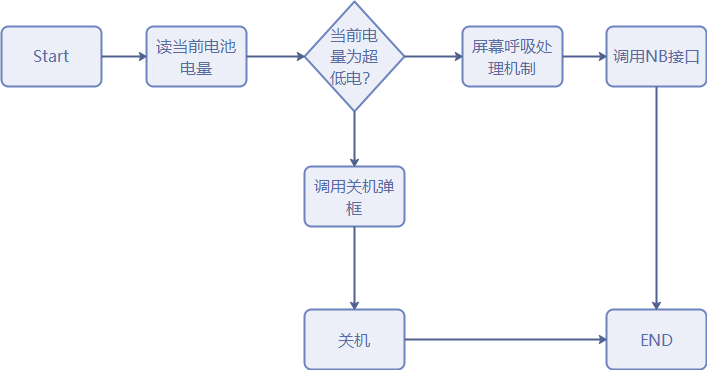 Start
读当前电池
电量
当前电
量为超
低电？
屏幕呼吸处
理机制
调用NB接口
调用关机弹
框
关机
END